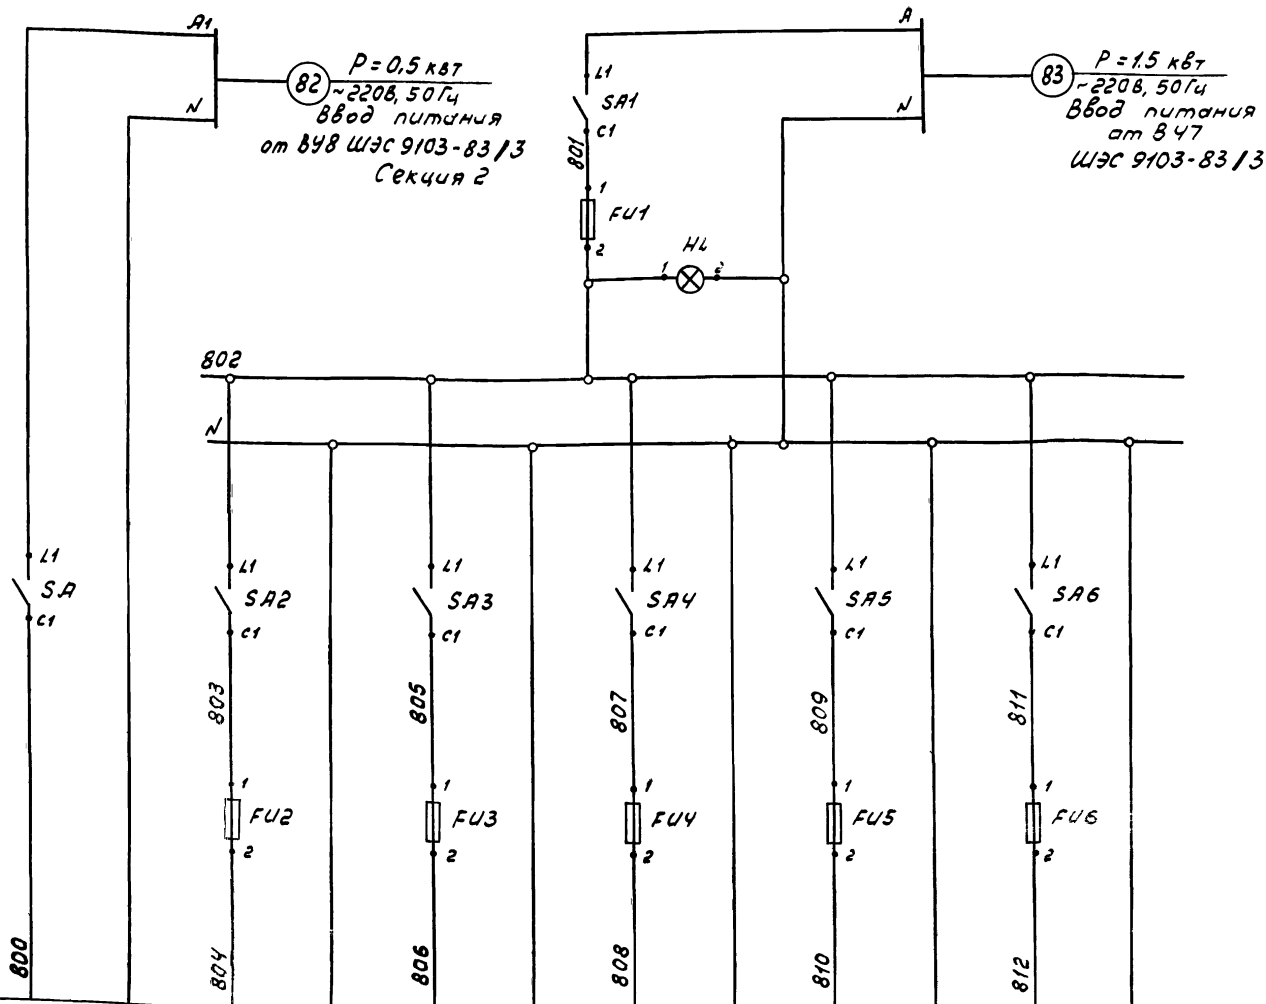 А1
N
82
P = 0,5 квт
~220В, 50Гц
Ввод питания
от ВУ8 ШЭС 9103-83/3
Секция 2
А
N
83
P = 1.5 квт
~220В, 50Гц
Ввод питания
от ВУ7
ШЭС 9103-83/3
L1
SA1
C1
801
1
FU1
2
HL
1
2
802
N
L1
SA
C1
800
L1
SA2
C1
803
1
FU2
2
804
L1
SA3
C1
805
1
FU3
2
806
L1
SA4
C1
807
1
FU4
2
808
L1
SA5
C1
809
1
FU5
2
810
L1
SA6
C1
811
1
FU6
2
812